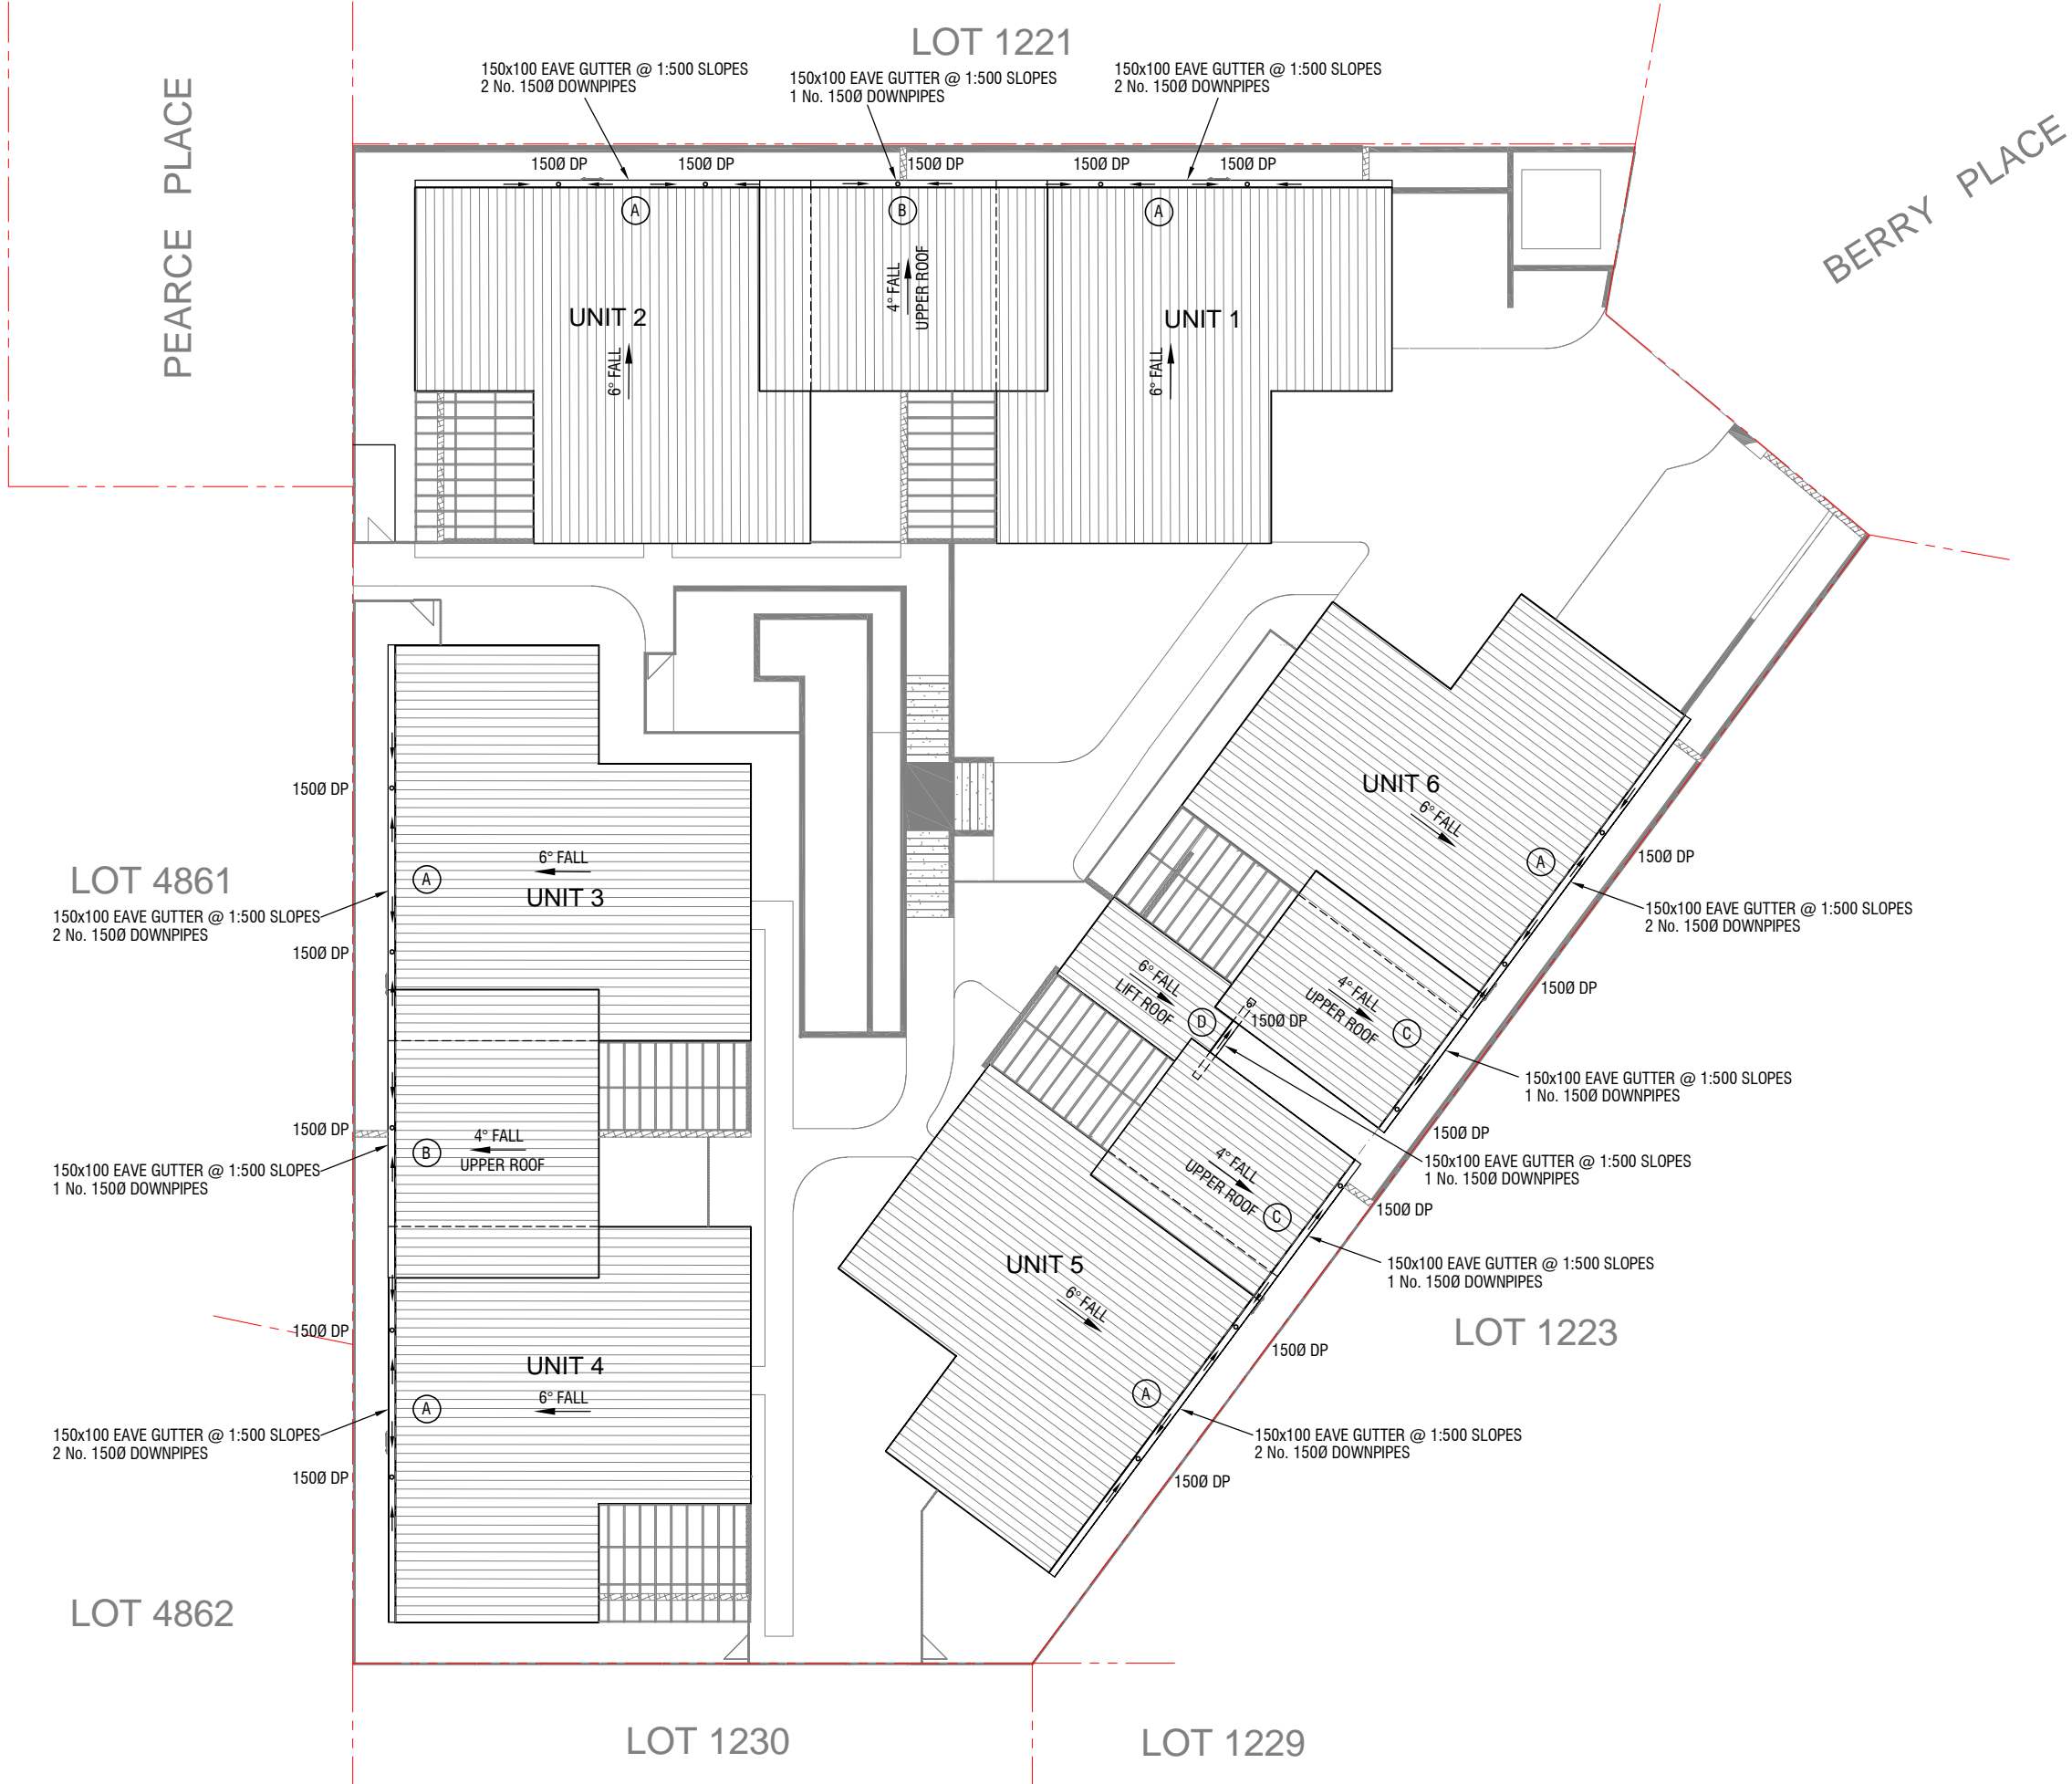 LOT 1221
150x100 EAVE GUTTER @ 1:500 SLOPES
2 No. 150Ø DOWNPIPES
150x100 EAVE GUTTER @ 1:500 SLOPES
1 No. 150Ø DOWNPIPES
150x100 EAVE GUTTER @ 1:500 SLOPES
2 No. 150Ø DOWNPIPES
PEARCE PLACE
BERRY PLACE
150Ø DP
150Ø DP
150Ø DP
150Ø DP
150Ø DP
A
B
A
4° FALL
UPPER ROOF
UNIT 2
UNIT 1
6° FALL
6° FALL
150Ø DP
UNIT 6
6° FALL
A
150Ø DP
6° FALL
UNIT 3
A
LOT 4861
150x100 EAVE GUTTER @ 1:500 SLOPES
2 No. 150Ø DOWNPIPES
150Ø DP
150x100 EAVE GUTTER @ 1:500 SLOPES
2 No. 150Ø DOWNPIPES
150Ø DP
6° FALL
LIFT ROOF
D
150Ø DP
4° FALL
UPPER ROOF
C
150x100 EAVE GUTTER @ 1:500 SLOPES
1 No. 150Ø DOWNPIPES
150Ø DP
150Ø DP
4° FALL
UPPER ROOF
B
150x100 EAVE GUTTER @ 1:500 SLOPES
1 No. 150Ø DOWNPIPES
150x100 EAVE GUTTER @ 1:500 SLOPES
1 No. 150Ø DOWNPIPES
4° FALL
UPPER ROOF
C
150Ø DP
150x100 EAVE GUTTER @ 1:500 SLOPES
1 No. 150Ø DOWNPIPES
UNIT 5
6° FALL
150Ø DP
LOT 1223
150Ø DP
UNIT 4
6° FALL
A
A
150x100 EAVE GUTTER @ 1:500 SLOPES
2 No. 150Ø DOWNPIPES
150x100 EAVE GUTTER @ 1:500 SLOPES
2 No. 150Ø DOWNPIPES
150Ø DP
150Ø DP
LOT 4862
LOT 1230
LOT 1229